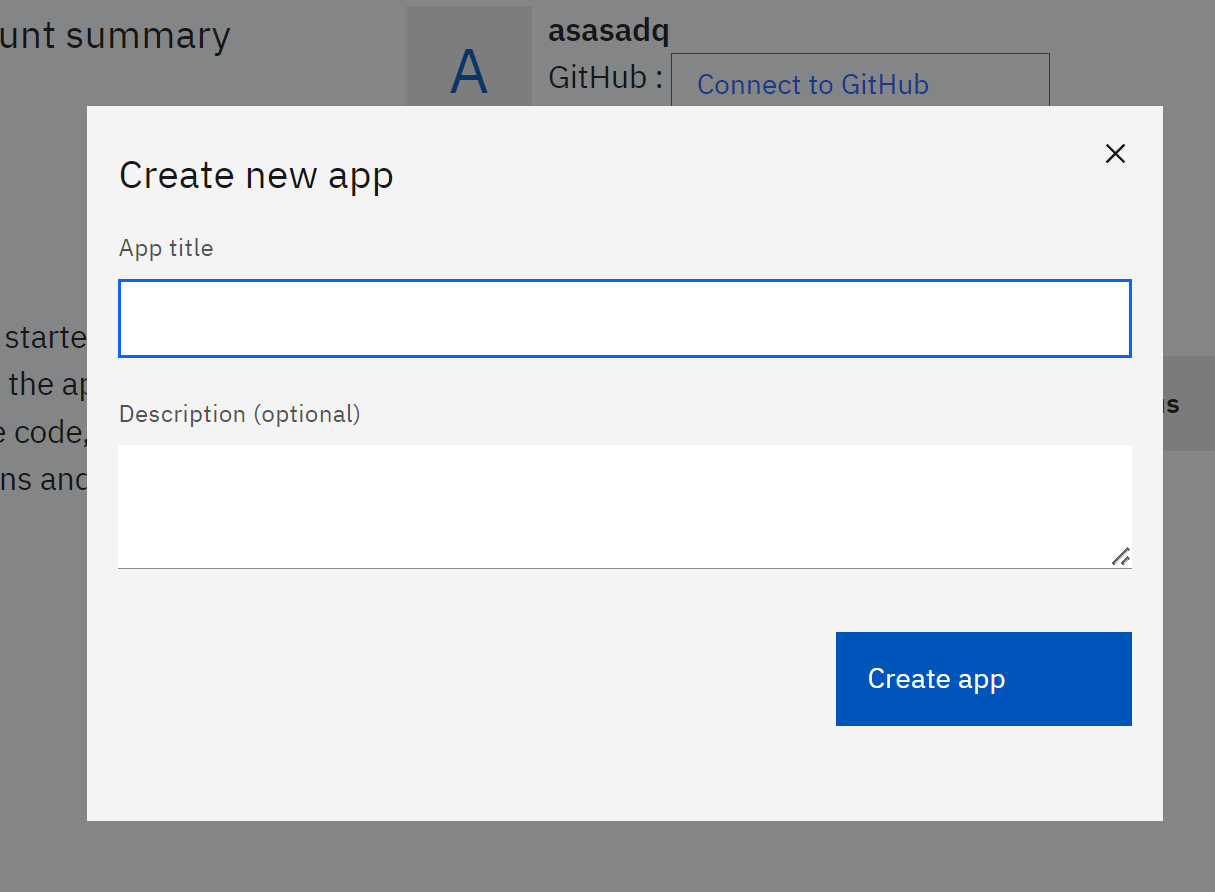 unt summary
A
asasadq
GitHub : Connect to GitHub
Create new app
App title
starte
the ap
code,
ns and
s
Description (optional)
Create app